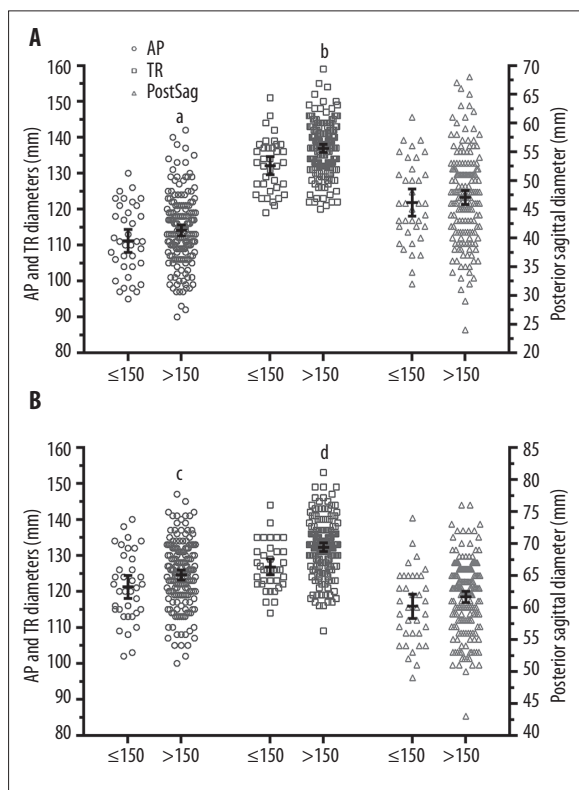 A
AP
TR
PostSag
a
b
AP and TR diameters (mm)
160
150
140
130
120
110
100
90
80
Posterior sagittal diameter (mm)
70
65
60
55
50
45
40
35
30
25
20
≤150 >150 ≤150 >150 ≤150 >150
B
c
d
AP and TR diameters (mm)
160
150
140
130
120
110
100
90
80
Posterior sagittal diameter (mm)
85
80
75
70
65
60
55
50
45
40
≤150 >150 ≤150 >150 ≤150 >150